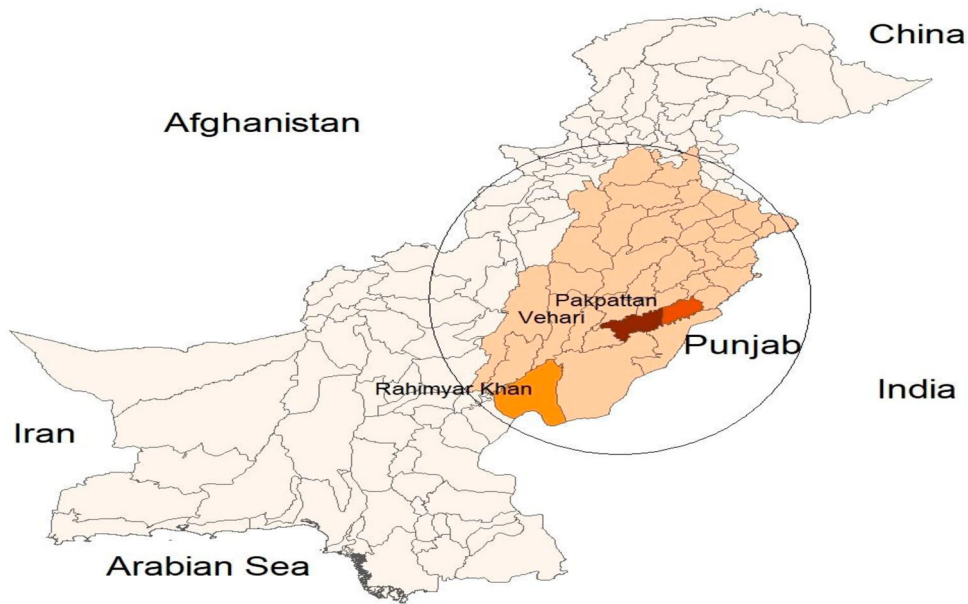 China
Afghanistan
Pakpattan
Vehari
Punjab
Rahimyar Khan
India
Iran
Arabian Sea